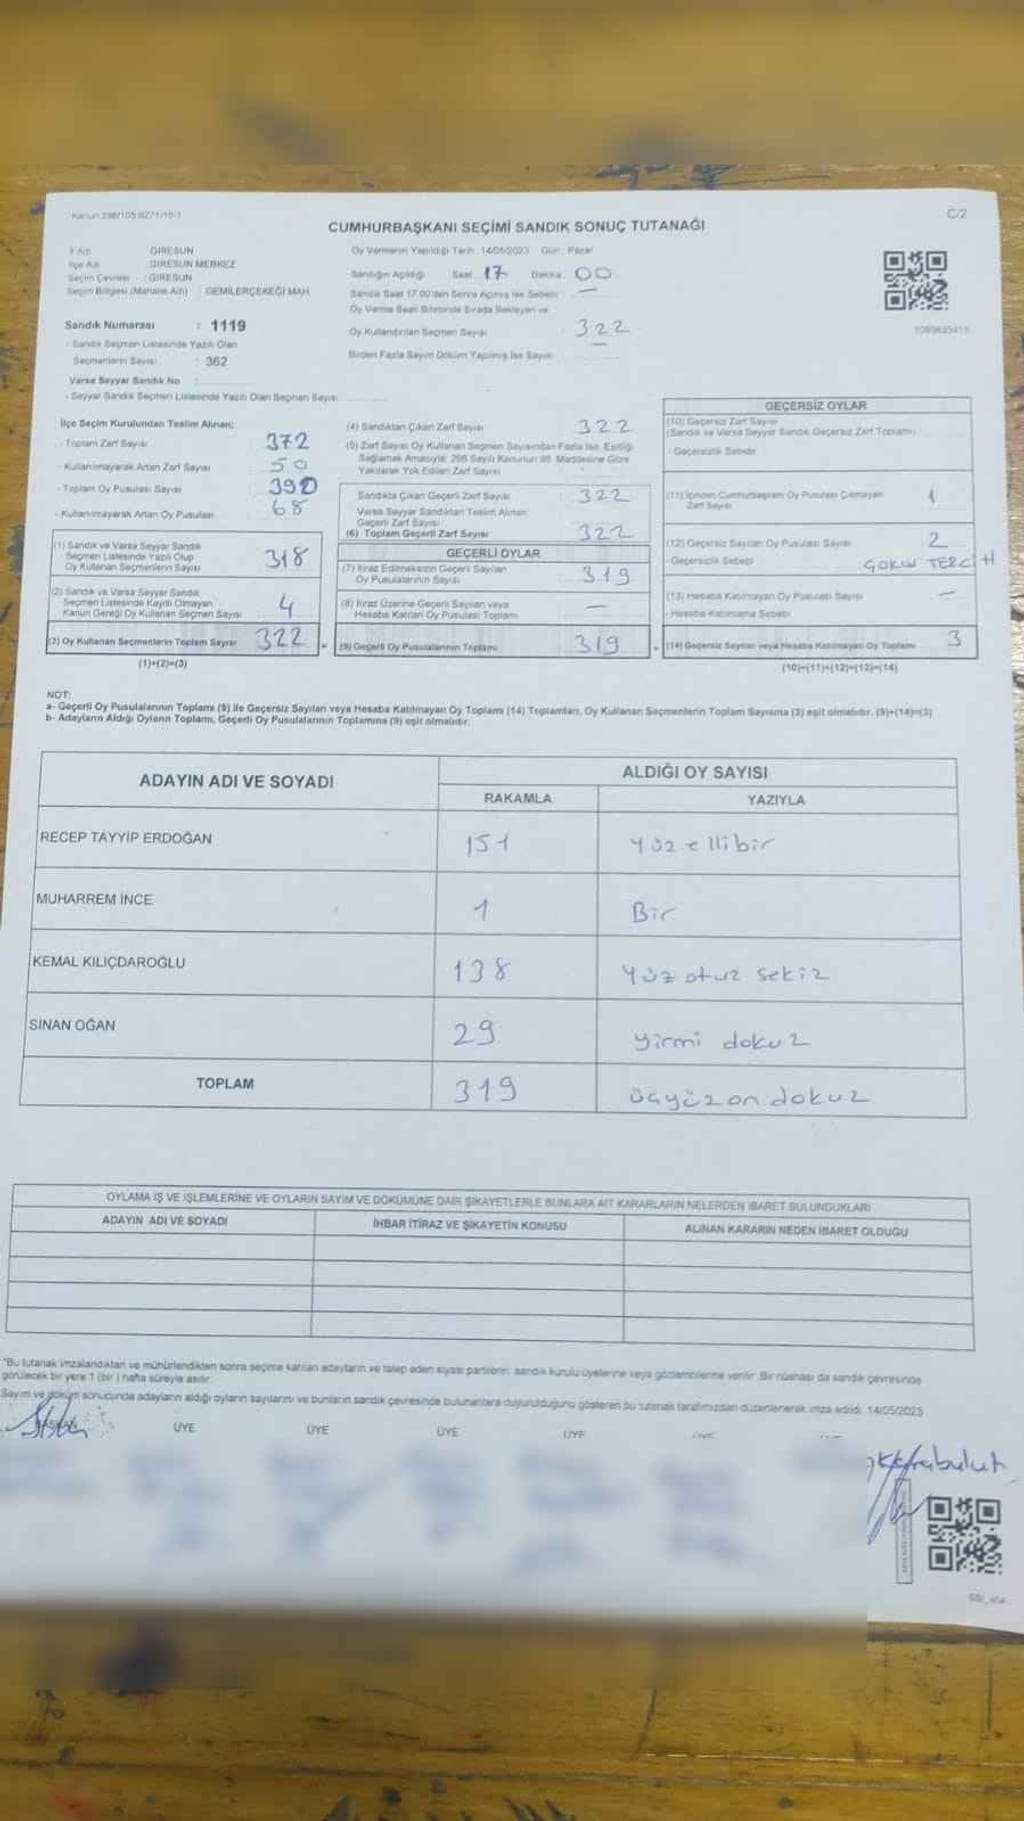 Kanun 298/105 8271/16-1
C/2
CUMHURBAŞKANI SEÇİMİ SANDIK SONUÇ TUTANAĞI
İl Adı GİRESUN
İlçe Adı GİRESUN MERKEZ
Seçim Çevresi : GİRESUN
Seçim Bölgesi (Mahalle Adı) : GEMİLERÇEKEĞİ MAH.
Oy Vermenin Yapıldığı Tarih : 14/05/2023 Gün : Pazar
Sandığın Açıldığı Saat 17 Dakika 00
Sandık Saat 17:00'den Sonra Açılmış İse Sebebi : —
Oy Verme Saati Bitiminde Sırada Bekleyen ve
Oy Kullandırılan Seçmen Sayısı 322
Birden Fazla Sayım Döküm Yapılmış İse Sayısı
Sandık Numarası : 1119
- Sandık Seçmen Listesinde Yazılı Olan
Seçmenlerin Sayısı : 362
Varsa Seyyar Sandık No :
- Seyyar Sandık Seçmen Listesinde Yazılı Olan Seçmen Sayısı
İlçe Seçim Kurulundan Teslim Alınan:
- Toplam Zarf Sayısı 372
- Kullanılmayarak Artan Zarf Sayısı 50
- Toplam Oy Pusulası Sayısı 390
- Kullanılmayarak Artan Oy Pusulası 68
(1) Sandık ve Varsa Seyyar Sandık
Seçmen Listesinde Yazılı Olup
Oy Kullanan Seçmenlerin Sayısı 318
(2) Sandık ve Varsa Seyyar Sandık
Seçmen Listesinde Kayıtlı Olmayan
Kanun Gereği Oy Kullanan Seçmen Sayısı 4
(3) Oy Kullanan Seçmenlerin Toplam Sayısı 322
(1)+(2)=(3)
(4) Sandıktan Çıkan Zarf Sayısı 322
(5) Zarf Sayısı Oy Kullanan Seçmen Sayısından Fazla İse, Eşitliği
Sağlamak Amacıyla; 298 Sayılı Kanunun 98. Maddesine Göre
Yakılarak Yok Edilen Zarf Sayısı
Sandıkta Çıkan Geçerli Zarf Sayısı 322
Varsa Seyyar Sandıktan Teslim Alınan
Geçerli Zarf Sayısı
(6) Toplam Geçerli Zarf Sayısı 322
GEÇERLİ OYLAR
(7) İtiraz Edilmeksizin Geçerli Sayılan
Oy Pusulalarının Sayısı 319
(8) İtiraz Üzerine Geçerli Sayılan veya
Hesaba Katılan Oy Pusulası Toplamı —
(9) Geçerli Oy Pusulalarının Toplamı 319
GEÇERSİZ OYLAR
(10) Geçersiz Zarf Sayısı
(Sandık ve Varsa Seyyar Sandık Geçersiz Zarf Toplamı)
- Geçersizlik Sebebi
(11) İçinden Cumhurbaşkanı Oy Pusulası Çıkmayan
Zarf Sayısı 1
(12) Geçersiz Sayılan Oy Pusulası Sayısı 2
- Geçersizlik Sebebi TERCİH
(13) Hesaba Katılmayan Oy Pusulası Sayısı —
- Hesaba Katılmama Sebebi
(14) Geçersiz Sayılan veya Hesaba Katılmayan Oy Toplamı 3
(10)+(11)+(12)+(13)=(14)
NOT:
a- Geçerli Oy Pusulalarının Toplamı (9) ile Geçersiz Sayılan veya Hesaba Katılmayan Oy Toplamı (14) Toplamları, Oy Kullanan Seçmenlerin Toplam Sayısına (3) eşit olmalıdır. (9)+(14)=(3)
b- Adayların Aldığı Oyların Toplamı, Geçerli Oy Pusulalarının Toplamına (9) eşit olmalıdır.
ADAYIN ADI VE SOYADI
ALDIĞI OY SAYISI
RAKAMLA YAZIYLA
RECEP TAYYİP ERDOĞAN 151 Yüz ellibir
MUHARREM İNCE 1 Bir
KEMAL KILIÇDAROĞLU 138 Yüz otuz sekiz
SİNAN OĞAN 29 yirmi dokuz
TOPLAM 319 üçyüzon dokuz
OYLAMA İŞ VE İŞLEMLERİNE VE OYLARIN SAYIM VE DÖKÜMÜNE DAİR ŞİKAYETLERLE BUNLARA AİT KARARLARIN NELERDEN İBARET BULUNDUKLARI
ADAYIN ADI VE SOYADI İHBAR İTİRAZ VE ŞİKAYETİN KONUSU ALINAN KARARIN NEDEN İBARET OLDUĞU
*Bu tutanak imzalandıktan ve mühürlendikten sonra seçime katılan adayların ve talep eden siyasi partilerin sandık kurulu üyelerine veya gözlemcilerine verilir. Bir nüshası da sandık çevresinde
görülecek bir yere 1 (bir) hafta süreyle asılır.
Sayım ve döküm sonucunda adayların aldığı oyların sayılarını ve bunların sandık çevresinde bulunanlara duyurulduğunu gösteren bu tutanak tarafımızdan düzenlenerek imza edildi. 14/05/2023
BAŞKAN ÜYE ÜYE ÜYE ÜYE